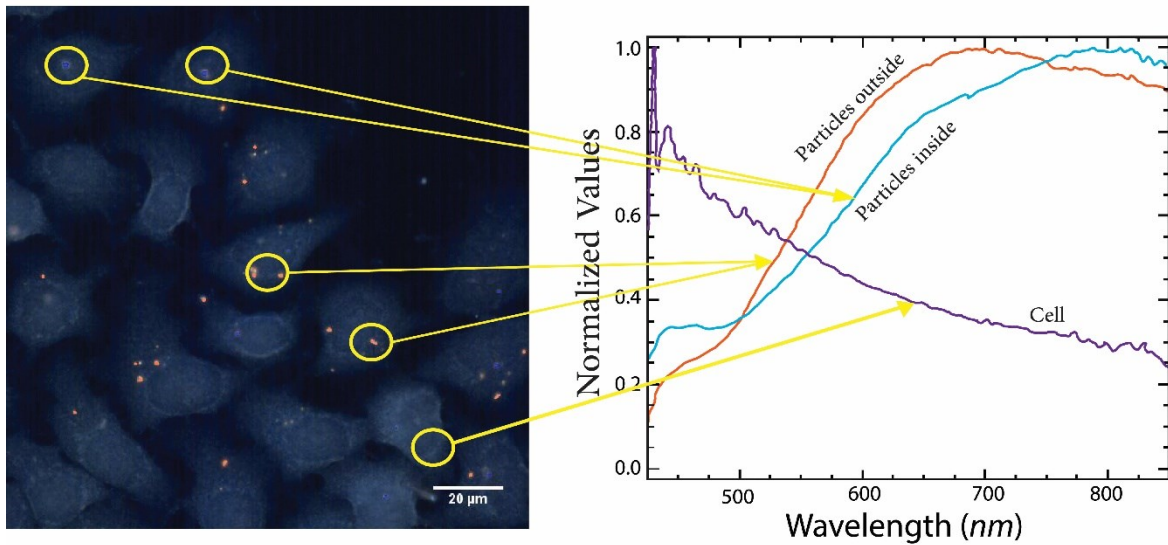 20 µm
Normalized Values
1.0
0.8
0.6
0.4
0.2
0.0
Particles outside
Particles inside
Cell
500
600
700
800
Wavelength (nm)